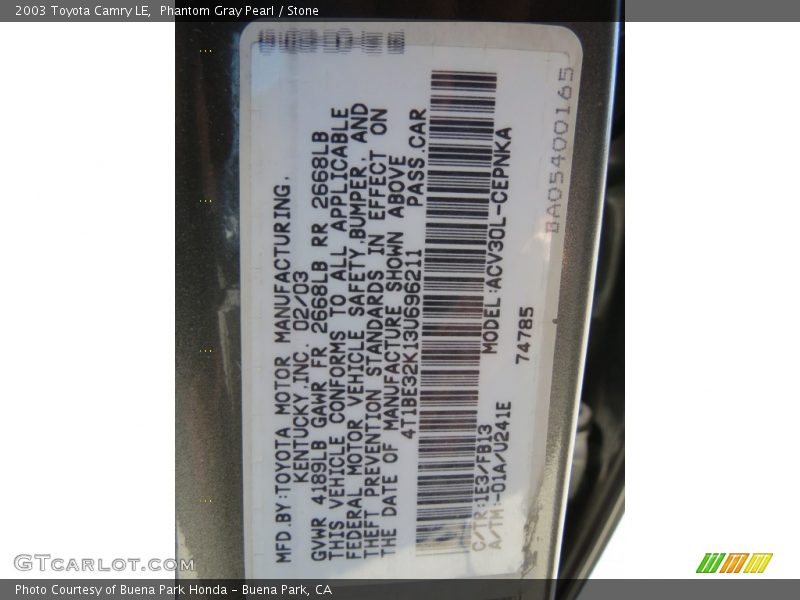 2003 Toyota Camry LE, Phantom Gray Pearl / Stone
MFD.BY:TOYOTA MOTOR MANUFACTURING,
KENTUCKY,INC. 02/03
GVWR 4189LB GAWR FR 2668LB RR 2668LB
THIS VEHICLE CONFORMS TO ALL APPLICABLE
FEDERAL MOTOR VEHICLE SAFETY,BUMPER, AND
THEFT PREVENTION STANDARDS IN EFFECT ON
THE DATE OF MANUFACTURE SHOWN ABOVE
4T1BE32K13U696211 PASS.CAR
C/TR:1E3/FB13 MODEL:ACV30L-CEPNKA
A/TM:-01A/U241E 74785
BA05400165
GTCarLot.com
Photo Courtesy of Buena Park Honda - Buena Park, CA